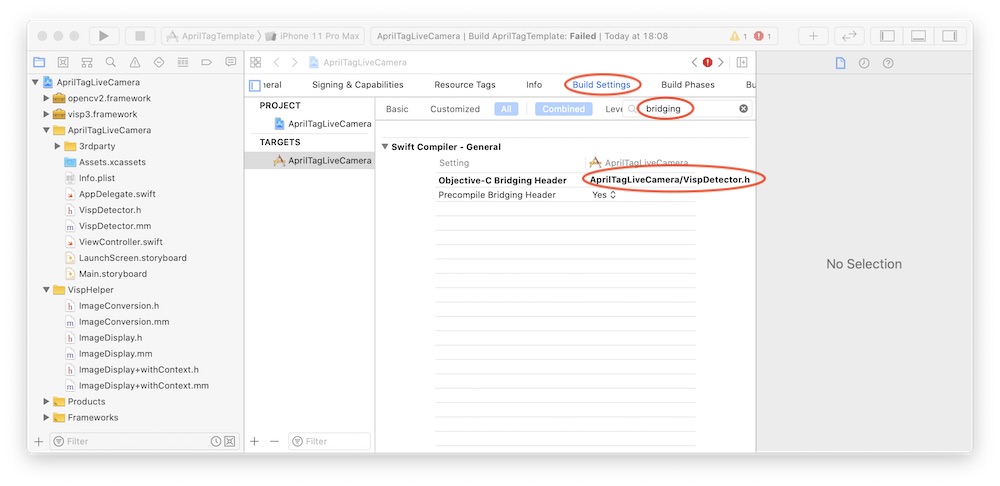 AprilTagTemplate
iPhone 11 Pro Max
AprilTagLiveCamera | Build AprilTagTemplate: Failed | Today at 18:08
1
1
AprilTagLiveCamera
opencv2.framework
visp3.framework
AprilTagLiveCamera
3rdparty
Assets.xcassets
Info.plist
AppDelegate.swift
VispDetector.h
VispDetector.mm
ViewController.swift
LaunchScreen.storyboard
Main.storyboard
VispHelper
ImageConversion.h
ImageConversion.mm
ImageDisplay.h
ImageDisplay.mm
ImageDisplay+withContext.h
ImageDisplay+withContext.mm
Products
Frameworks
Filter
AprilTagLiveCamera
neral Signing & Capabilities Resource Tags Info Build Settings Build Phases Bu
PROJECT
AprilTagLiveCamera
TARGETS
AprilTagLiveCamera
Filter
Basic Customized All Combined Leve bridging
Swift Compiler - General
Setting AprilTagLiveCamera
Objective-C Bridging Header AprilTagLiveCamera/VispDetector.h
Precompile Bridging Header Yes
No Selection